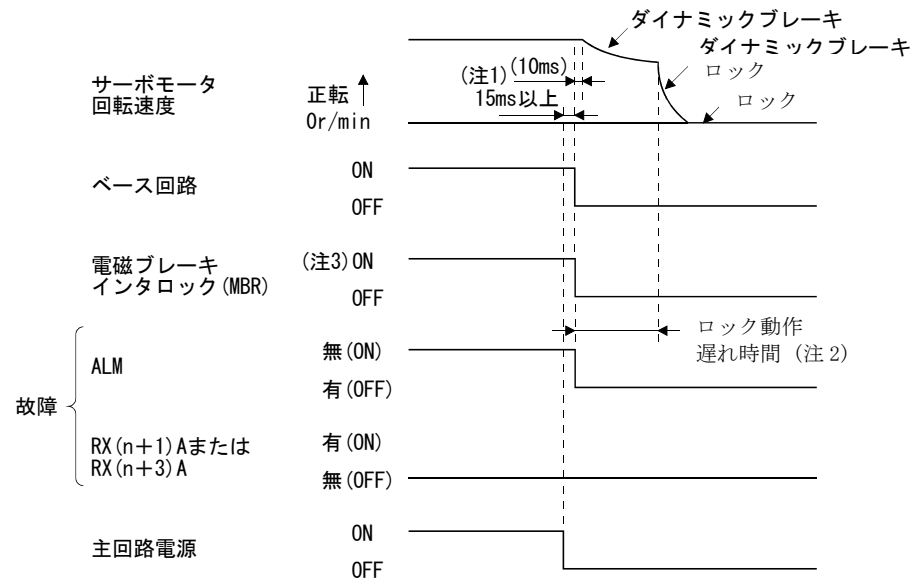 ダイナミックブレーキ
ダイナミックブレーキ
ロック
ロック
サーボモータ
回転速度
正転
0r/min
(注1)
(10ms)
15ms以上
ベース回路
ON
OFF
電磁ブレーキ
インタロック(MBR)
(注3)ON
OFF
ロック動作
遅れ時間（注2）
故障
ALM
無(ON)
有(OFF)
RX(n＋1)Aまたは
RX(n＋3)A
有(ON)
無(OFF)
主回路電源
ON
OFF